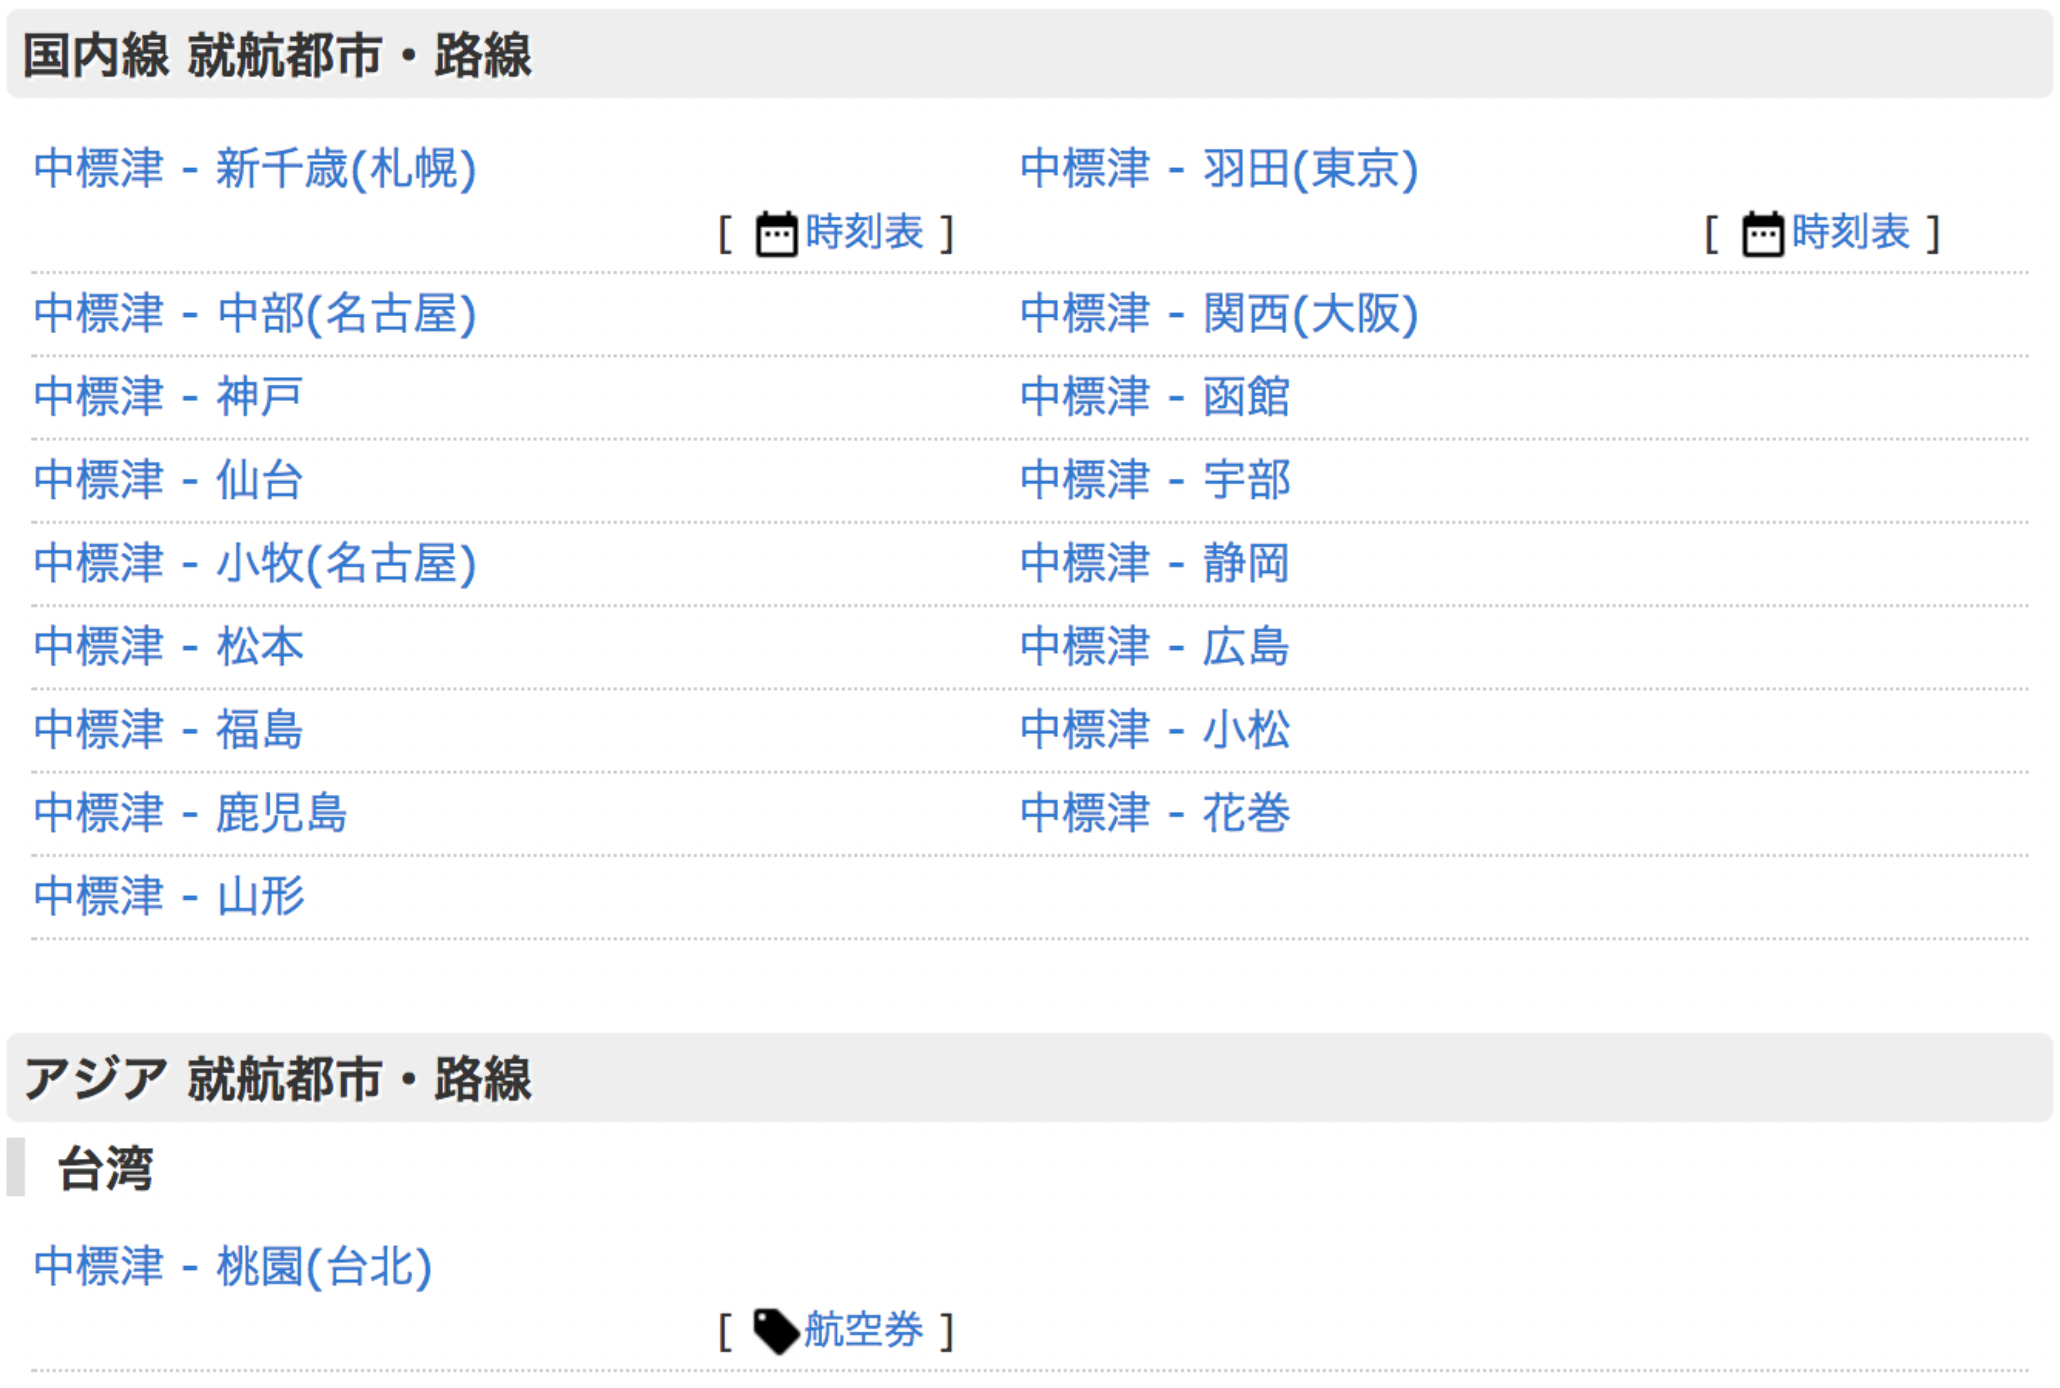 国内線 就航都市・路線
中標津 - 新千歳(札幌)
[ 時刻表 ]
中標津 - 羽田(東京)
[ 時刻表 ]
中標津 - 中部(名古屋)
中標津 - 関西(大阪)
中標津 - 神戸
中標津 - 函館
中標津 - 仙台
中標津 - 宇部
中標津 - 小牧(名古屋)
中標津 - 静岡
中標津 - 松本
中標津 - 広島
中標津 - 福島
中標津 - 小松
中標津 - 鹿児島
中標津 - 花巻
中標津 - 山形
アジア 就航都市・路線
台湾
中標津 - 桃園(台北)
[ 航空券 ]